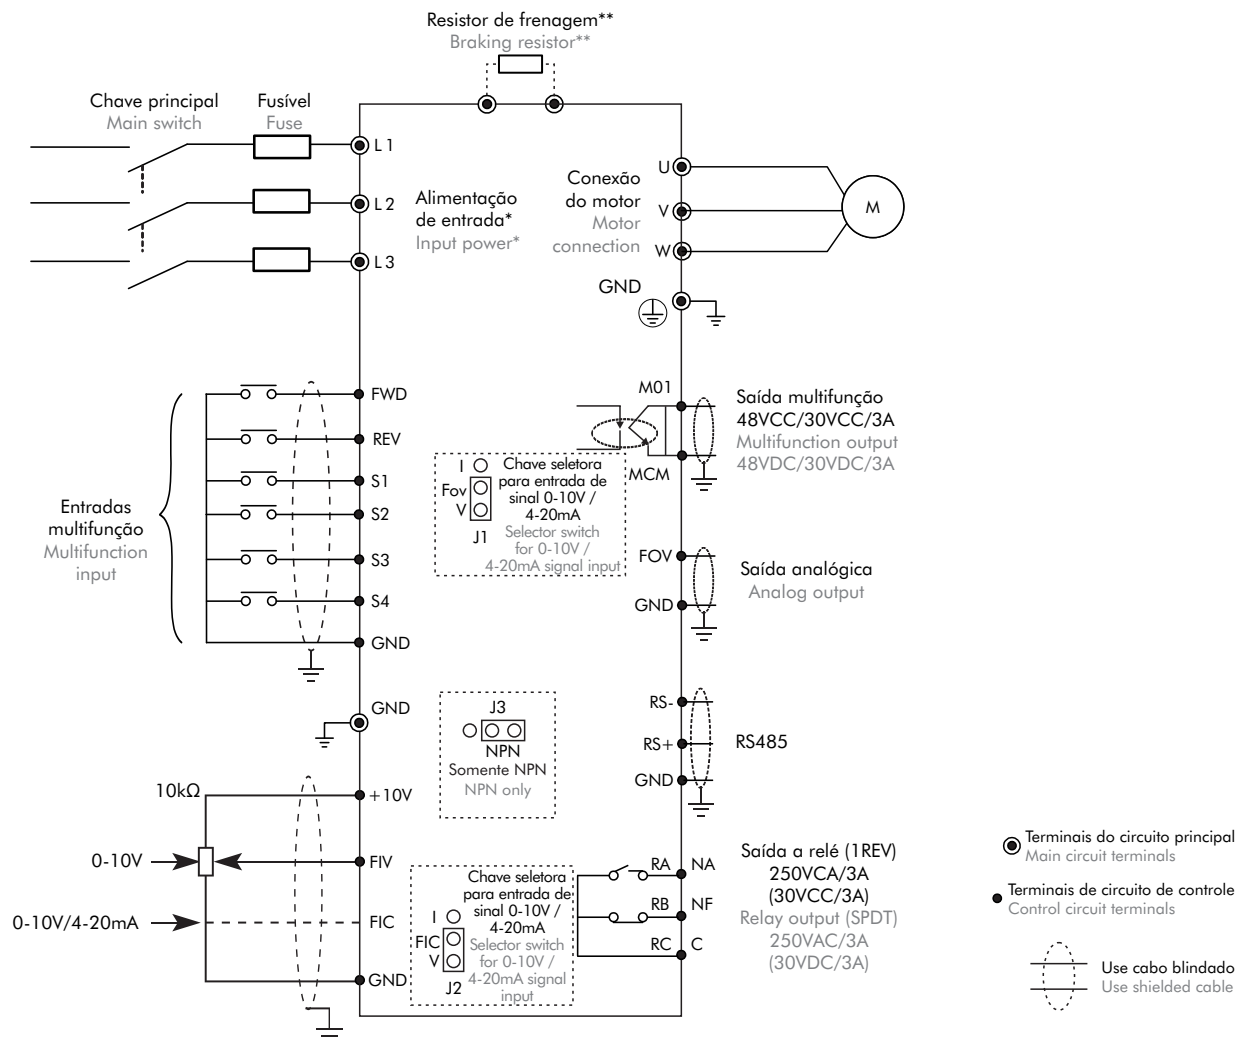 Resistor de frenagem**
Braking resistor**
Chave principal
Main switch
Fusível
Fuse
L1
L2
L3
Alimentação
de entrada*
Input power*
Conexão
do motor
Motor
connection
U
V
W
M
GND
Entradas
multifunção
Multifunction
input
FWD
REV
S1
S2
S3
S4
GND
I
Fov
V
J1
Chave seletora
para entrada de
sinal 0-10V /
4-20mA
Selector switch
for 0-10V /
4-20mA signal input
M01
MCM
Saída multifunção
48VCC/30VCC/3A
Multifunction output
48VDC/30VDC/3A
FOV
GND
Saída analógica
Analog output
GND
J3
NPN
Somente NPN
NPN only
RS-
RS+
GND
RS485
10kΩ
+10V
0-10V
FIV
0-10V/4-20mA
FIC
GND
I
FIC
V
J2
Chave seletora
para entrada de
sinal 0-10V /
4-20mA
Selector switch
for 0-10V /
4-20mA signal
input
RA
NA
RB
NF
RC
C
Saída a relé (1REV)
250VCA/3A
(30VCC/3A)
Relay output (SPDT)
250VAC/3A
(30VDC/3A)
Terminais do circuito principal
Main circuit terminals
Terminais de circuito de controle
Control circuit terminals
Use cabo blindado
Use shielded cable